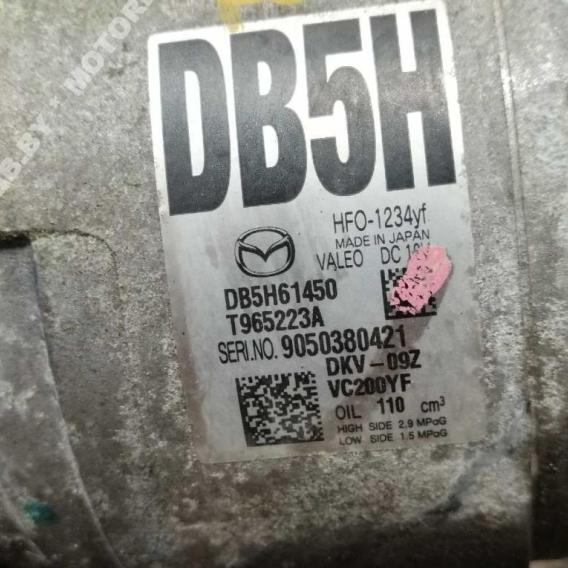 DB5H
HFO-1234yf
MADE IN JAPAN
VALEO DC
DB5H61450
T965223A
SERI.NO. 9050380421
DKV-09Z
VC200YF
OIL 110 cm³
HIGH SIDE 2.9 MPaG
LOW SIDE 1.5 MPaG